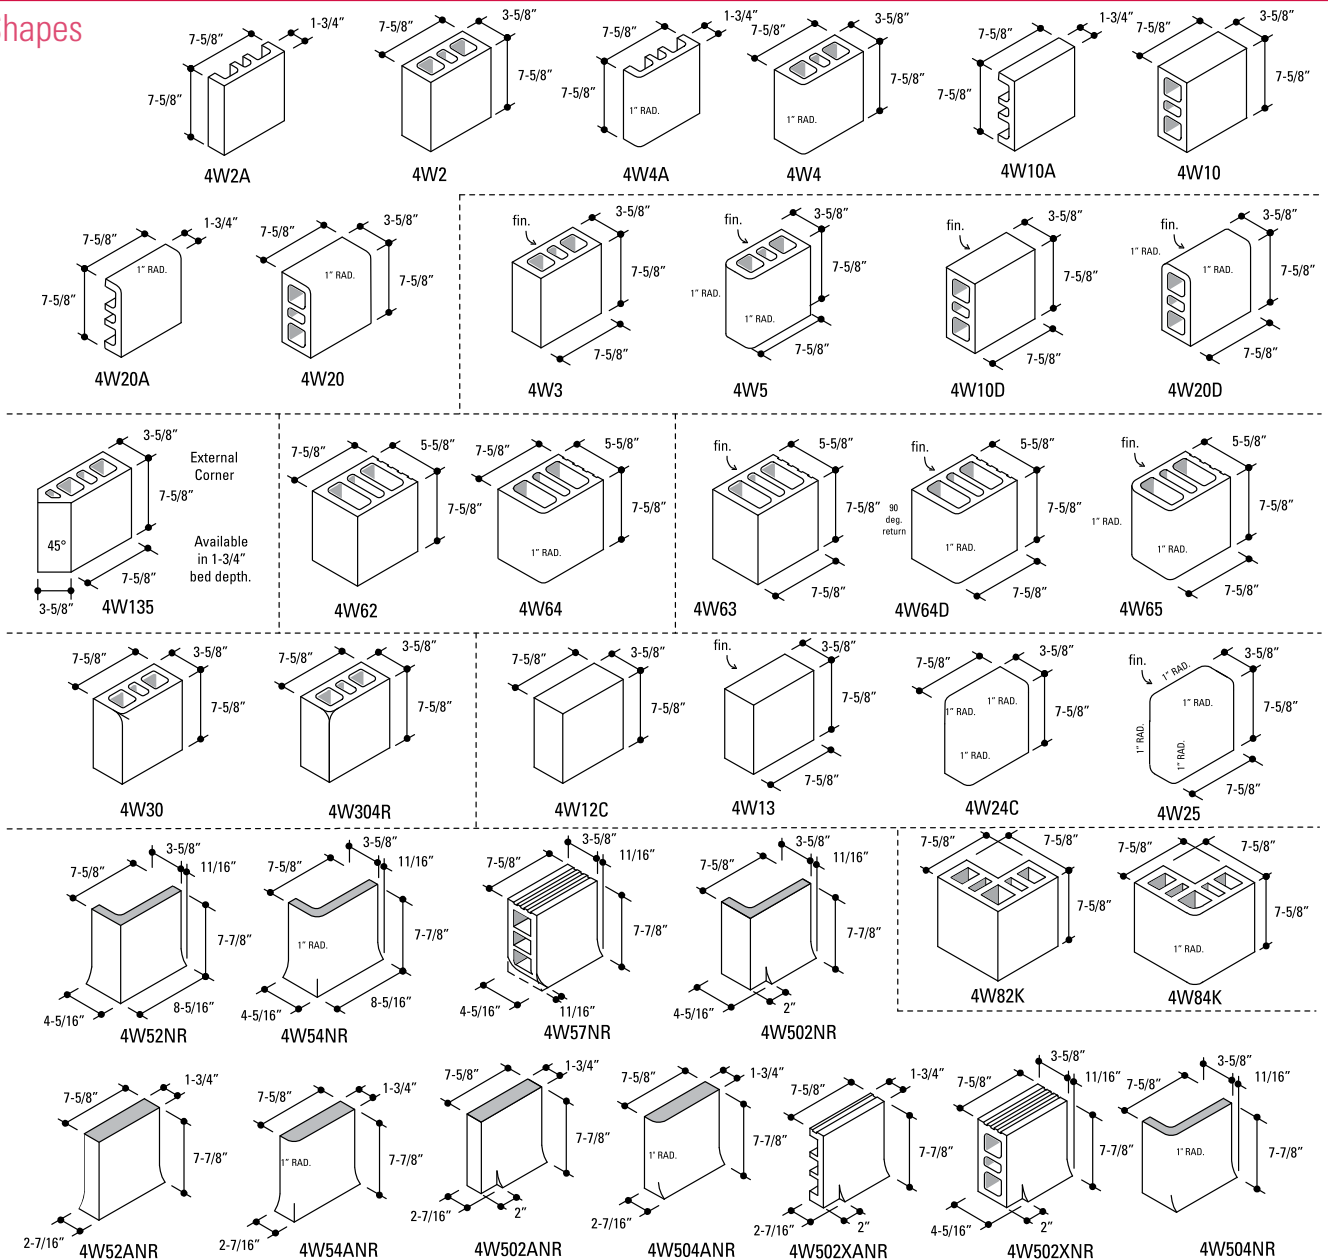 Shapes
7-5/8” 1-3/4”
7-5/8”
4W2A
7-5/8” 3-5/8”
7-5/8”
4W2
7-5/8” 1-3/4”
7-5/8”
1” RAD.
4W4A
7-5/8” 3-5/8”
7-5/8”
1” RAD.
4W4
7-5/8” 1-3/4”
7-5/8”
4W10A
7-5/8” 3-5/8”
7-5/8”
4W10
7-5/8” 1-3/4”
1” RAD.
7-5/8”
4W20A
7-5/8” 3-5/8”
1” RAD.
7-5/8”
4W20
fin. 3-5/8”
7-5/8”
7-5/8”
4W3
fin. 3-5/8”
7-5/8”
1” RAD.
1” RAD.
7-5/8”
4W5
fin. 3-5/8”
7-5/8”
7-5/8”
4W10D
fin. 3-5/8”
1” RAD.
1” RAD.
7-5/8”
7-5/8”
4W20D
3-5/8”
7-5/8”
45°
7-5/8”
3-5/8”
4W135
External
Corner
Available
in 1-3/4”
bed depth.
7-5/8” 5-5/8”
7-5/8”
4W62
7-5/8” 5-5/8”
7-5/8”
1” RAD.
4W64
fin. 5-5/8”
7-5/8”
7-5/8”
4W63
fin. 5-5/8”
90
deg.
return
7-5/8”
1” RAD.
7-5/8”
4W64D
fin. 5-5/8”
7-5/8”
1” RAD.
1” RAD.
7-5/8”
4W65
7-5/8” 3-5/8”
7-5/8”
4W30
7-5/8” 3-5/8”
7-5/8”
4W304R
7-5/8” 3-5/8”
7-5/8”
4W12C
fin. 3-5/8”
7-5/8”
7-5/8”
4W13
7-5/8” 3-5/8”
1” RAD.
1” RAD.
7-5/8”
1” RAD.
4W24C
fin. 3-5/8”
1” RAD.
1” RAD.
7-5/8”
1” RAD.
1” RAD.
7-5/8”
4W25
3-5/8”
7-5/8” 11/16”
7-7/8”
8-5/16”
4-5/16”
4W52NR
3-5/8”
7-5/8” 11/16”
7-7/8”
1” RAD.
8-5/16”
4-5/16”
4W54NR
3-5/8”
7-5/8” 11/16”
7-7/8”
4-5/16” 11/16”
4W57NR
3-5/8”
7-5/8” 11/16”
7-7/8”
4-5/16” 2”
4W502NR
7-5/8” 7-5/8”
7-5/8”
4W82K
7-5/8” 7-5/8”
7-5/8”
1” RAD.
4W84K
7-5/8” 1-3/4”
7-7/8”
2-7/16”
4W52ANR
7-5/8” 1-3/4”
7-7/8”
1” RAD.
2-7/16”
4W54ANR
7-5/8” 1-3/4”
7-7/8”
2-7/16” 2”
4W502ANR
7-5/8” 1-3/4”
7-7/8”
1” RAD.
2-7/16”
4W504ANR
7-5/8” 1-3/4”
7-7/8”
2-7/16” 2”
4W502XANR
3-5/8”
7-5/8” 11/16”
7-7/8”
4-5/16” 2”
4W502XNR
3-5/8”
7-5/8” 11/16”
7-7/8”
1” RAD.
4W504NR